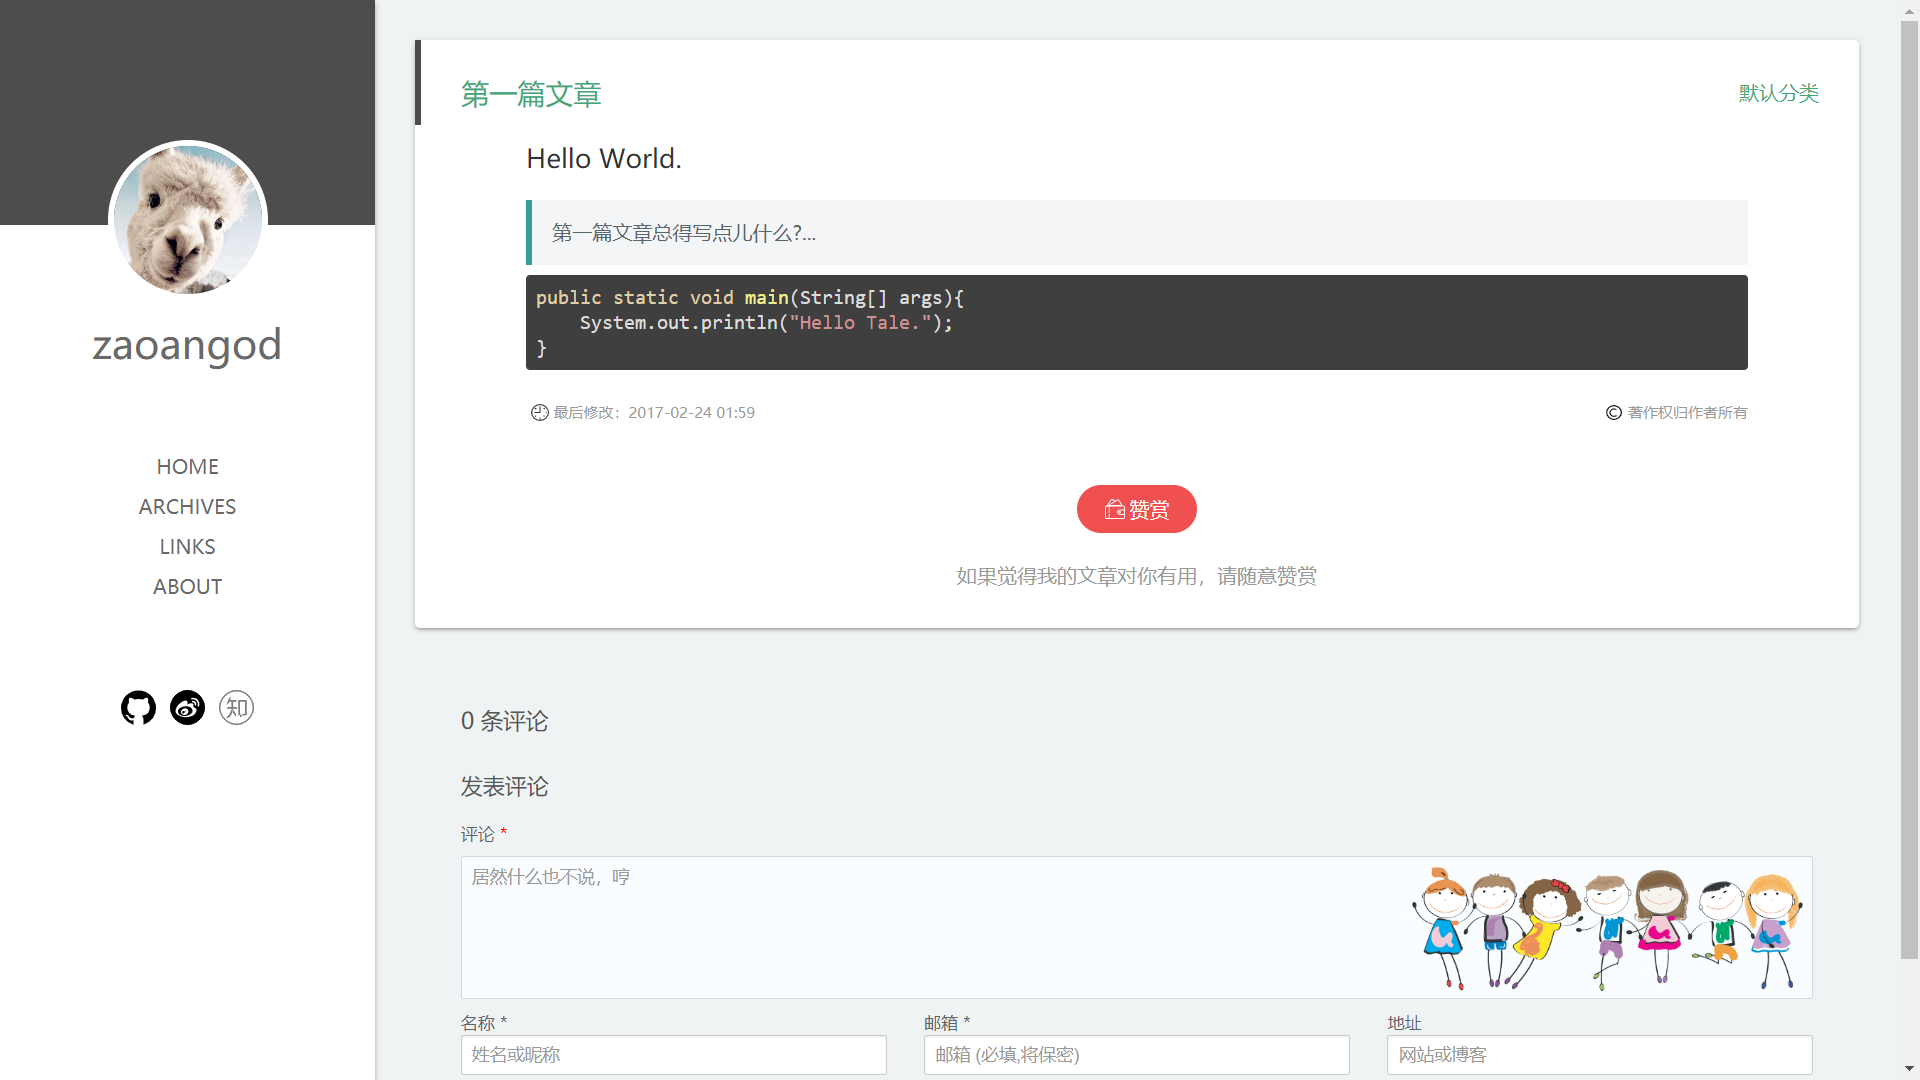 zaoangod
HOME
ARCHIVES
LINKS
ABOUT
知
第一篇文章
默认分类
Hello World.
第一篇文章总得写点儿什么?...
public static void main(String[] args){
    System.out.println("Hello Tale.");
}
最后修改：2017-02-24 01:59
© 著作权归作者所有
赞赏
如果觉得我的文章对你有用，请随意赞赏
0 条评论
发表评论
评论 *
居然什么也不说，哼
名称 *
邮箱 *
地址
姓名或昵称
邮箱 (必填,将保密)
网站或博客